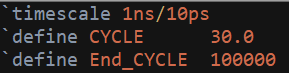 `timescale 1ns/10ps
`define CYCLE      30.0
`define End_CYCLE  100000